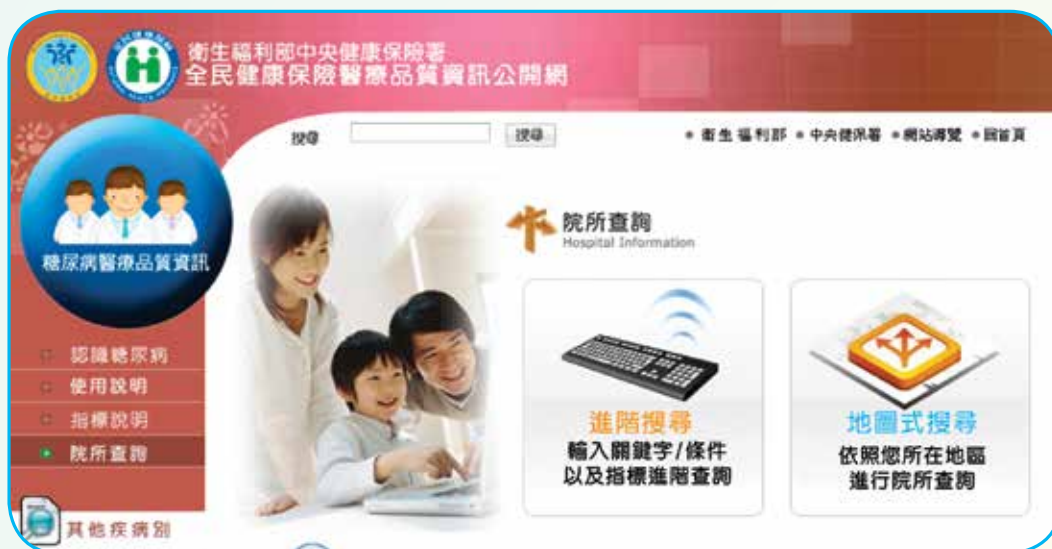 衛生福利部中央健康保險署
全民健康保險醫療品質資訊公開網
搜尋
搜尋
衛生福利部
中央健保署
網站導覽
回首頁
糖尿病醫療品質資訊
認識糖尿病
使用說明
指標說明
院所查詢
其他疾病別
院所查詢
Hospital Information
進階搜尋
輸入關鍵字/條件
以及指標進階查詢
地圖式搜尋
依照您所在地區
進行院所查詢